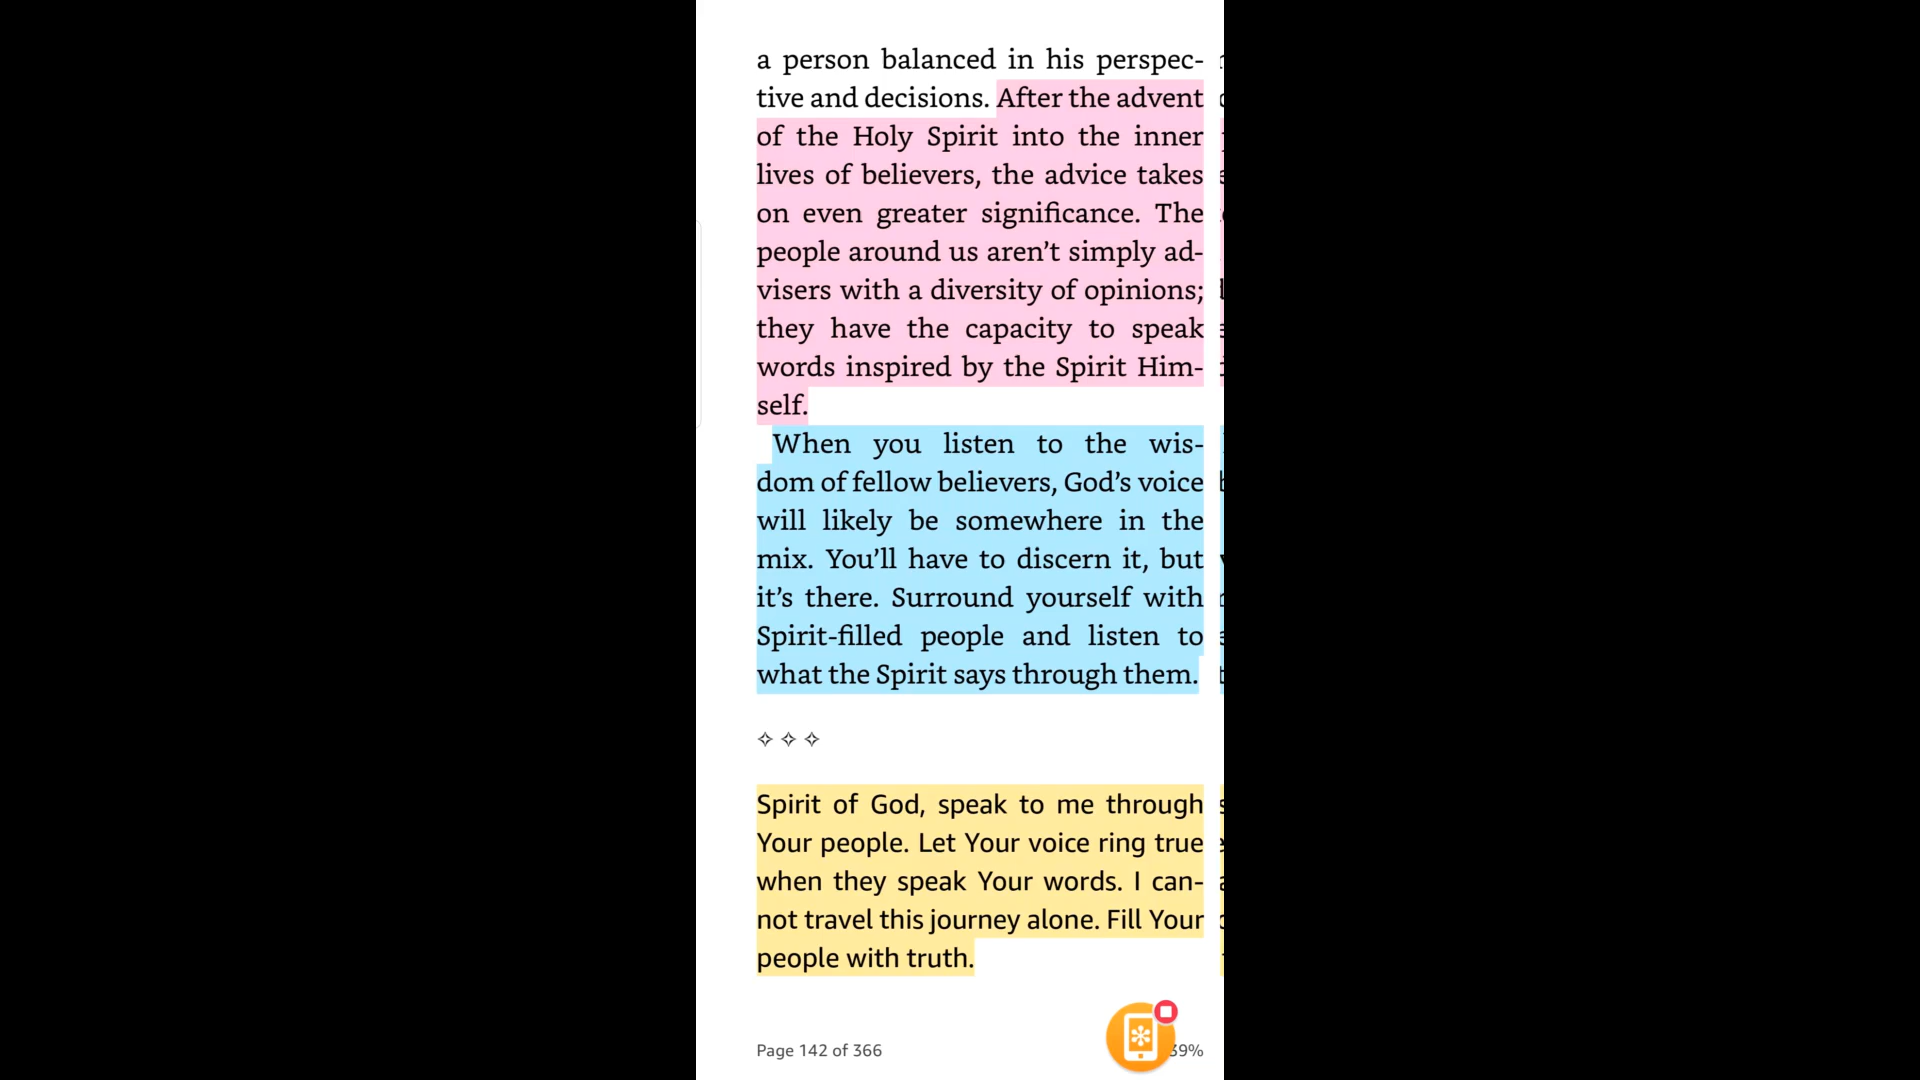 a person balanced in his perspec-
tive and decisions. After the advent
of the Holy Spirit into the inner
lives of believers, the advice takes
on even greater significance. The
people around us aren’t simply ad-
visers with a diversity of opinions;
they have the capacity to speak
words inspired by the Spirit Him-
self.
When you listen to the wis-
dom of fellow believers, God’s voice
will likely be somewhere in the
mix. You’ll have to discern it, but
it’s there. Surround yourself with
Spirit-filled people and listen to
what the Spirit says through them.
✧ ✧ ✧
Spirit of God, speak to me through
Your people. Let Your voice ring true
when they speak Your words. I can-
not travel this journey alone. Fill Your
people with truth.
Page 142 of 366
39%